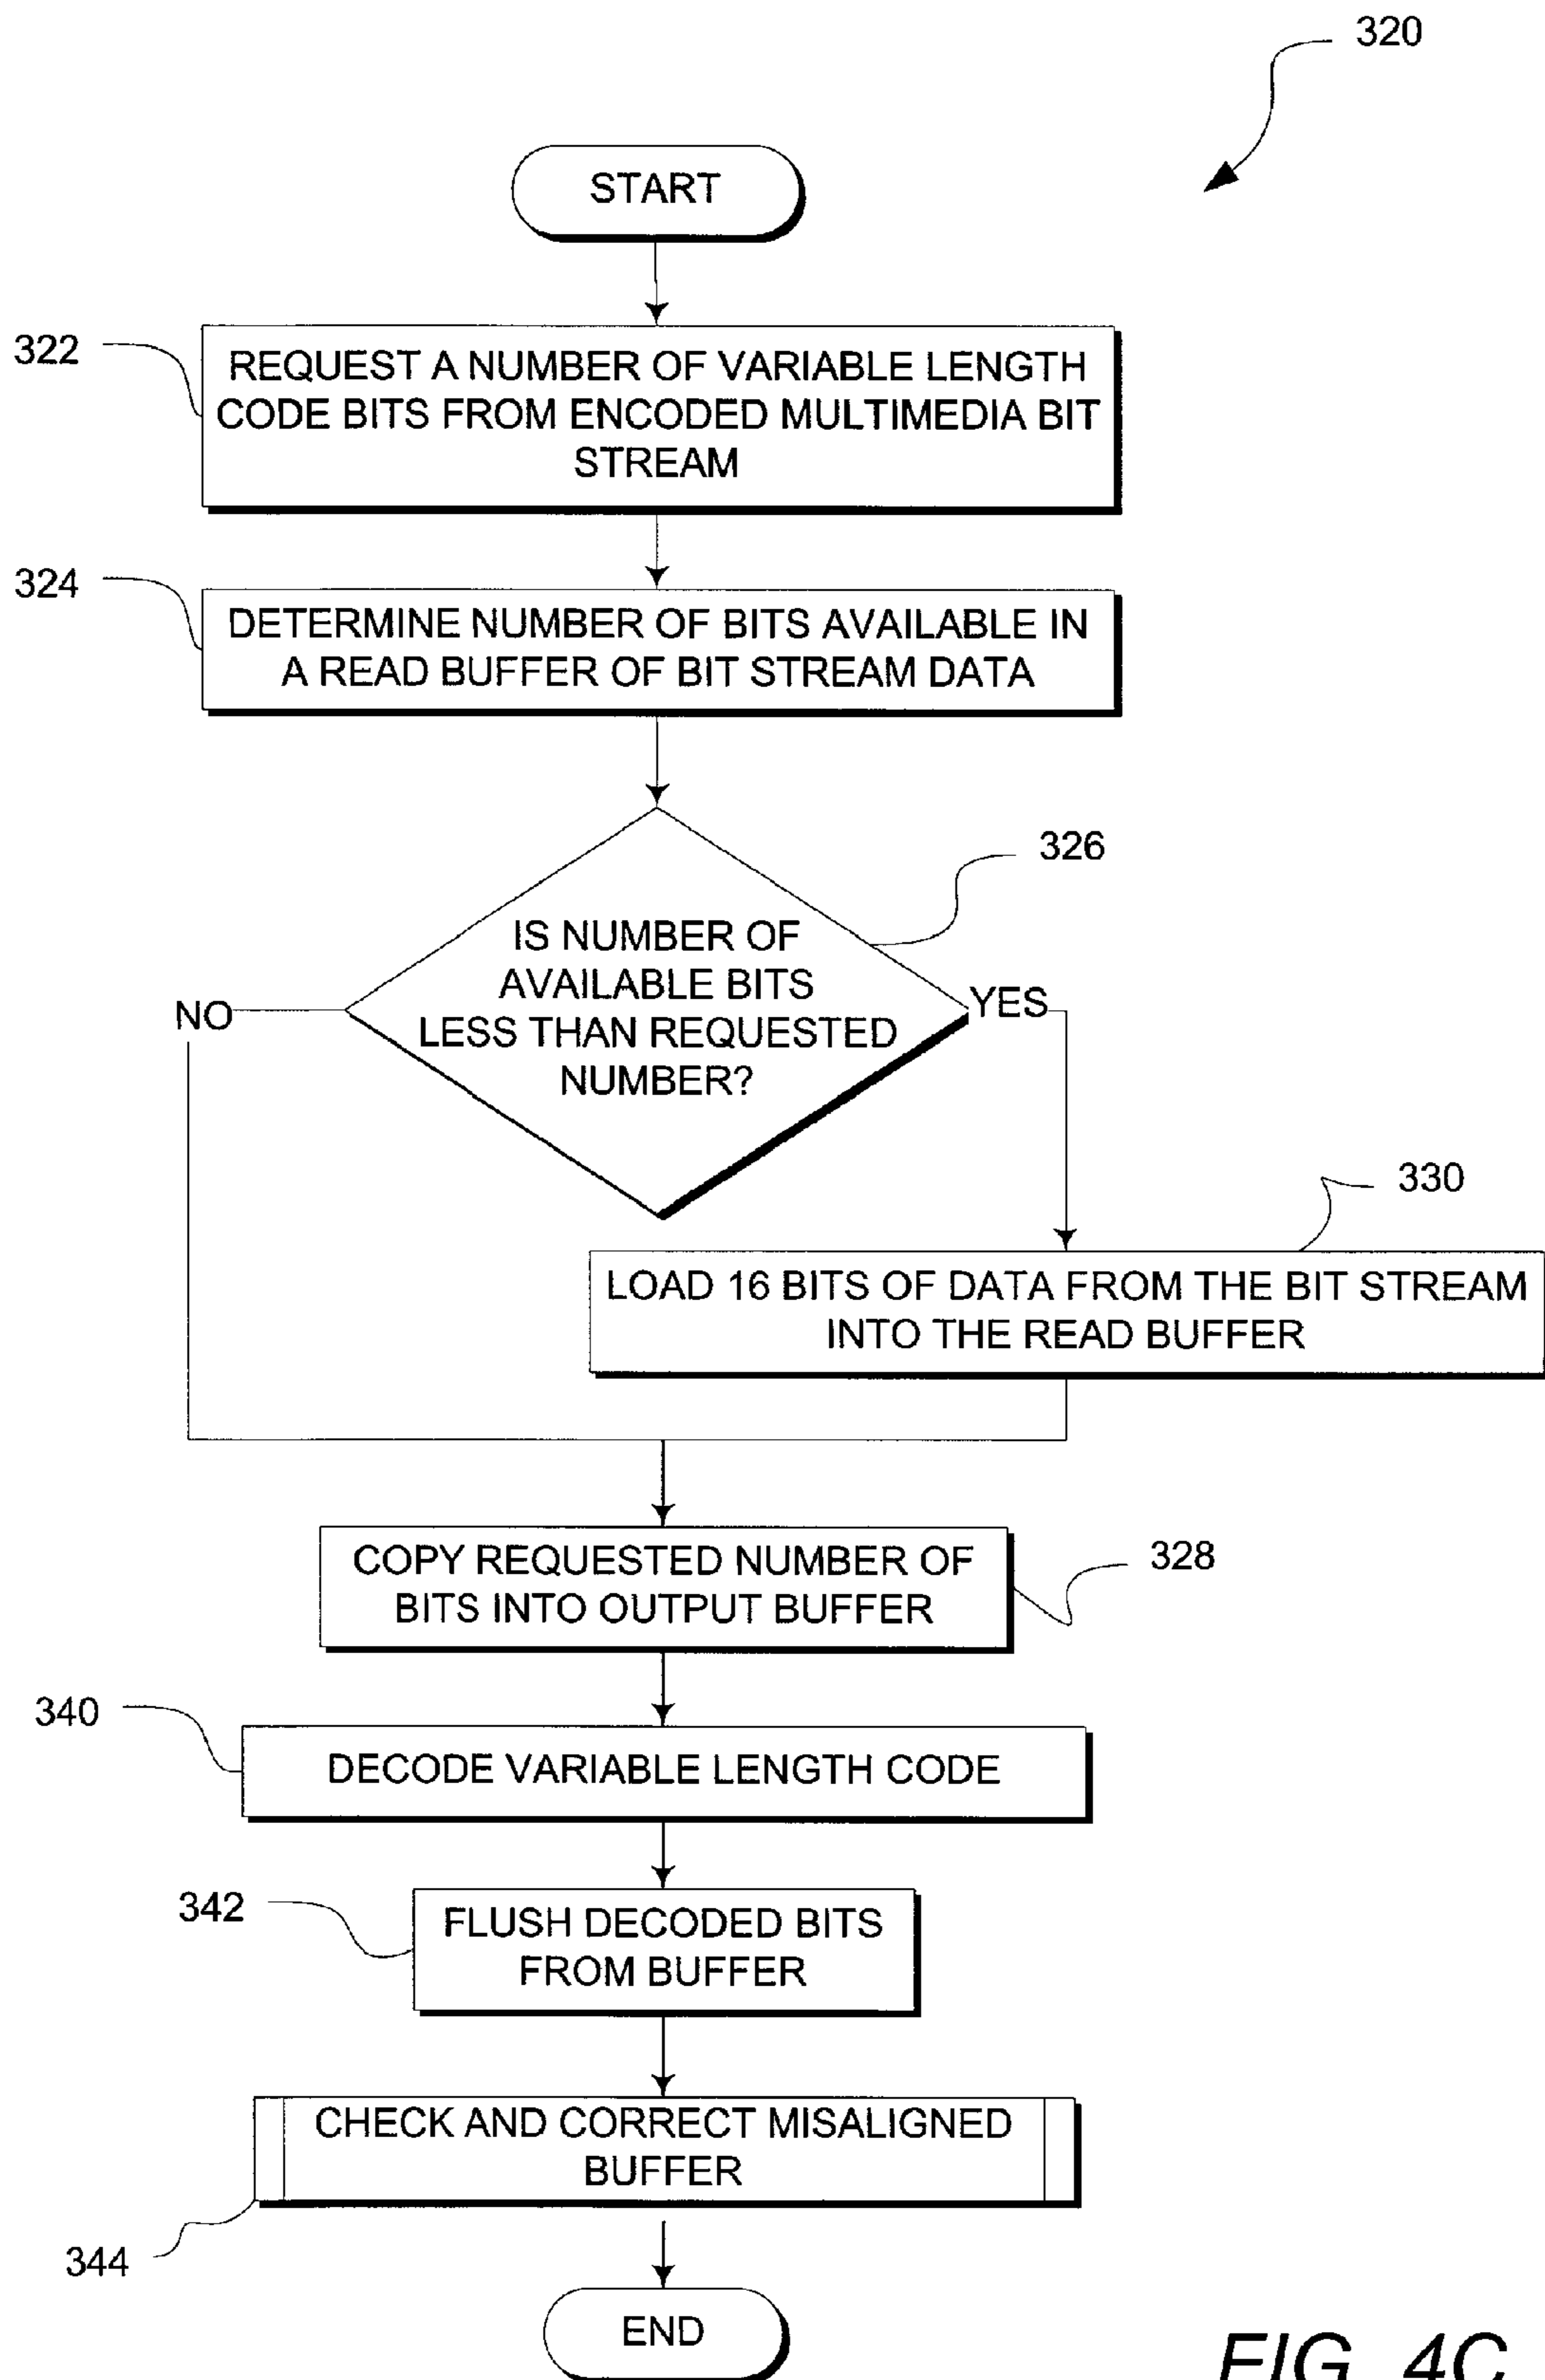 320
START
322
REQUEST A NUMBER OF VARIABLE LENGTH
CODE BITS FROM ENCODED MULTIMEDIA BIT
STREAM
324
DETERMINE NUMBER OF BITS AVAILABLE IN
A READ BUFFER OF BIT STREAM DATA
326
IS NUMBER OF
AVAILABLE BITS
LESS THAN REQUESTED
NUMBER?
NO
YES
330
LOAD 16 BITS OF DATA FROM THE BIT STREAM
INTO THE READ BUFFER
COPY REQUESTED NUMBER OF
BITS INTO OUTPUT BUFFER
328
340
DECODE VARIABLE LENGTH CODE
342
FLUSH DECODED BITS
FROM BUFFER
CHECK AND CORRECT MISALIGNED
BUFFER
344
END
FIG. 4C